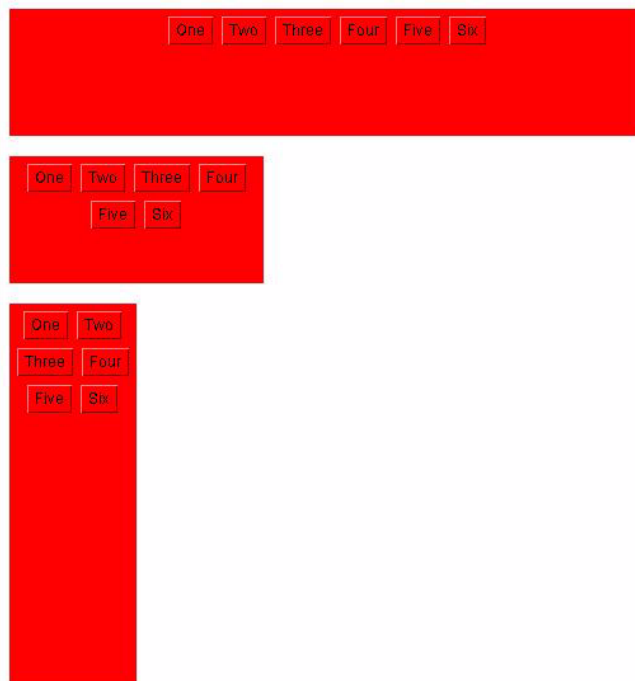 One Two Three Four Five Six
One Two Three Four
Five Six
One Two
Three Four
Five Six